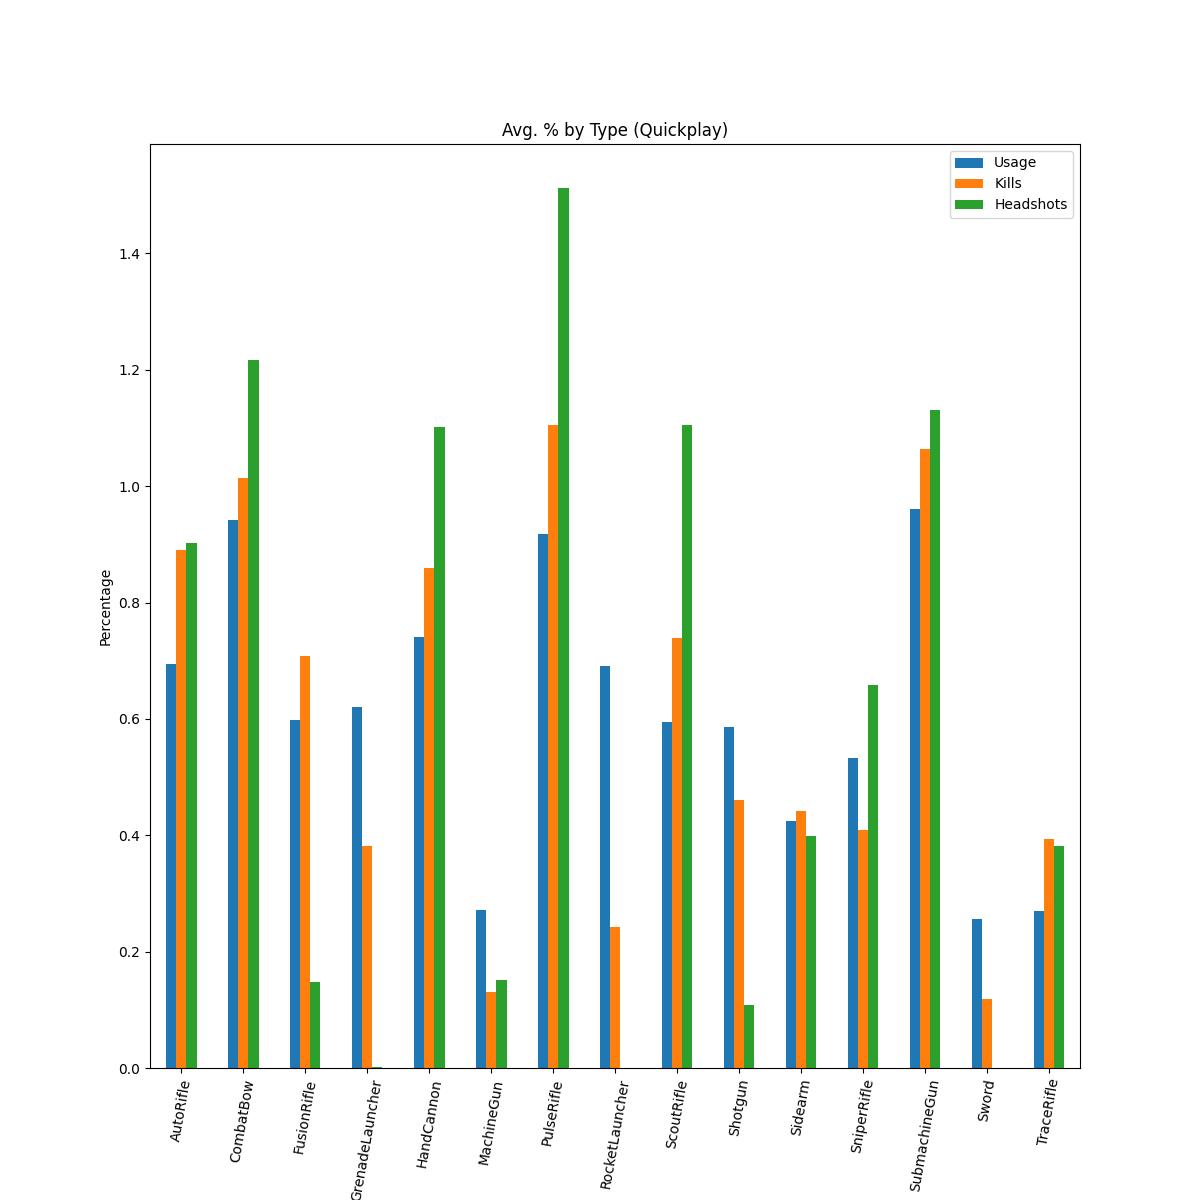 Avg. % by Type (Quickplay)
Usage
Kills
Headshots
Percentage
1.4
1.2
1.0
0.8
0.6
0.4
0.2
0.0
AutoRifle
CombatBow
FusionRifle
GrenadeLauncher
HandCannon
MachineGun
PulseRifle
RocketLauncher
ScoutRifle
Shotgun
Sidearm
SniperRifle
SubmachineGun
Sword
TraceRifle